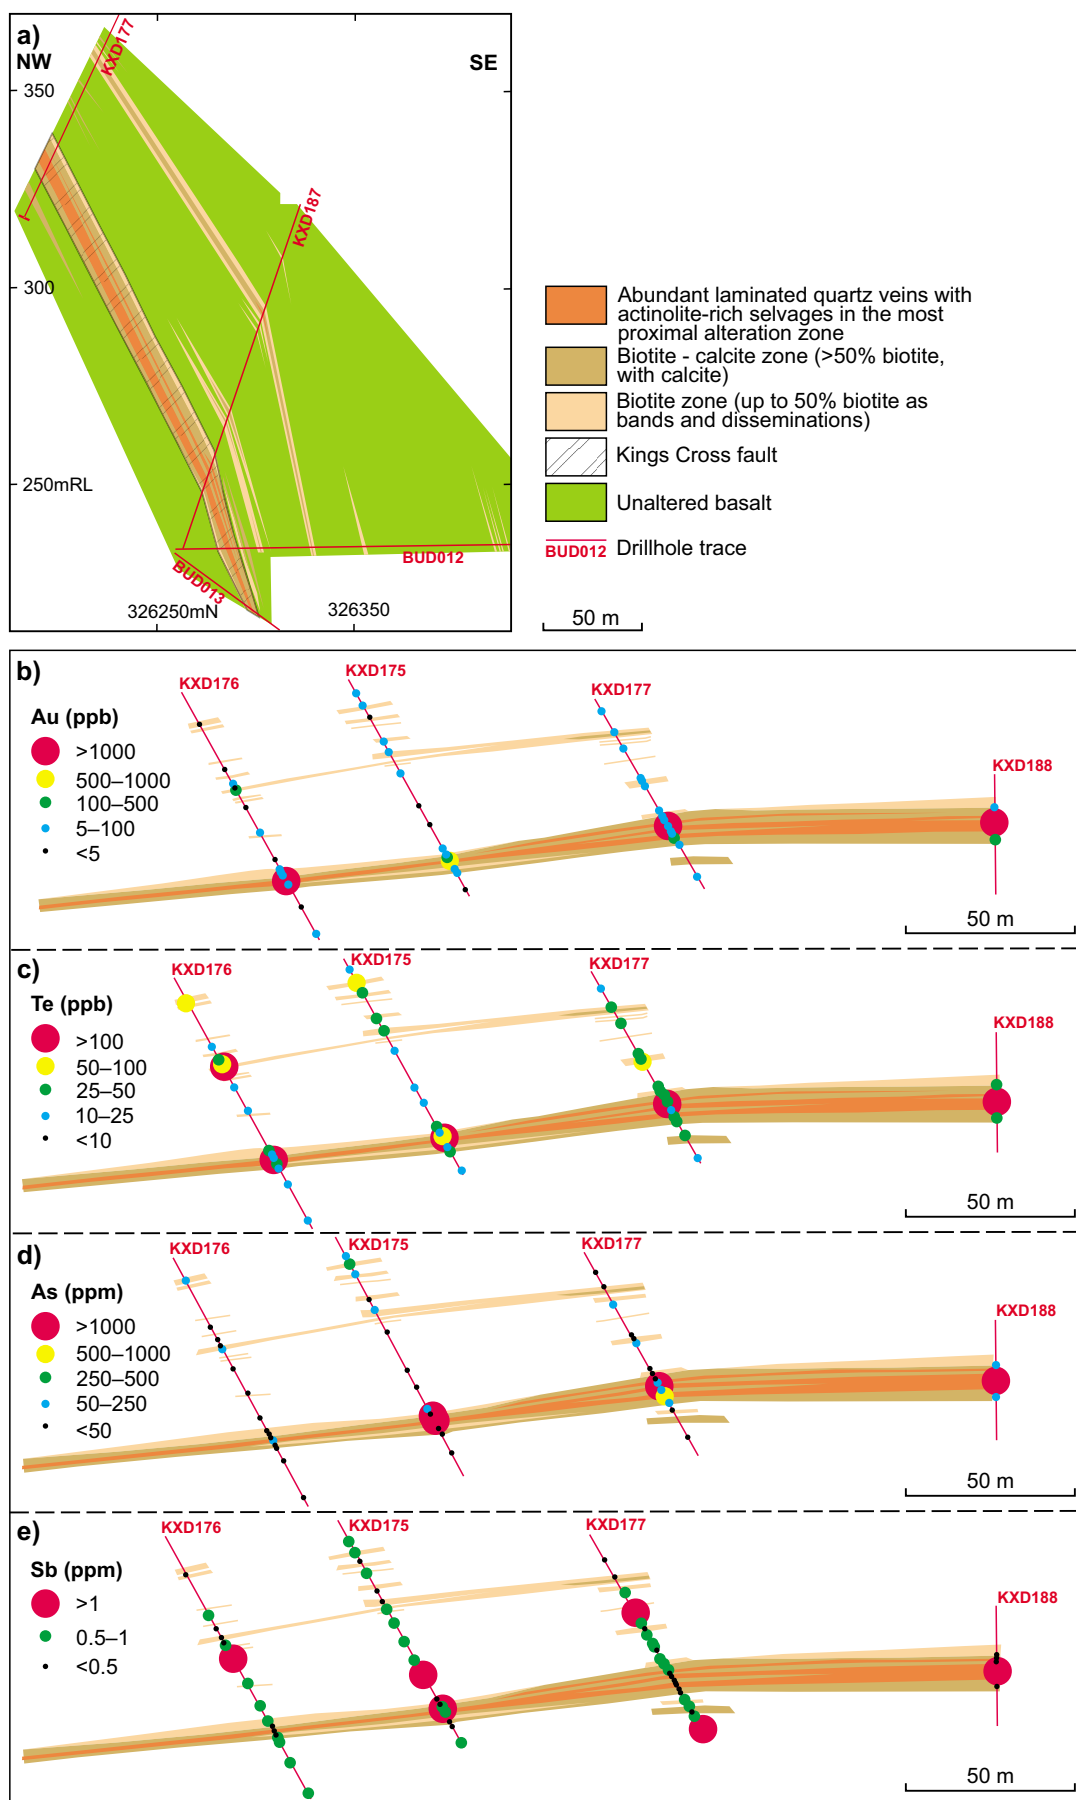 a)
NW
SE
KXD177
350
KXD187
300
250mRL
BUD012
BUD013
326250mN
326350
Abundant laminated quartz veins with
actinolite-rich selvages in the most
proximal alteration zone
Biotite - calcite zone (>50% biotite,
with calcite)
Biotite zone (up to 50% biotite as
bands and disseminations)
Kings Cross fault
Unaltered basalt
BUD012 Drillhole trace
50 m
b)
KXD176
KXD175
KXD177
KXD188
Au (ppb)
>1000
500–1000
100–500
5–100
<5
50 m
c)
KXD176
KXD175
KXD177
KXD188
Te (ppb)
>100
50–100
25–50
10–25
<10
50 m
d)
KXD176
KXD175
KXD177
KXD188
As (ppm)
>1000
500–1000
250–500
50–250
<50
50 m
e)
KXD176
KXD175
KXD177
KXD188
Sb (ppm)
>1
0.5–1
<0.5
50 m